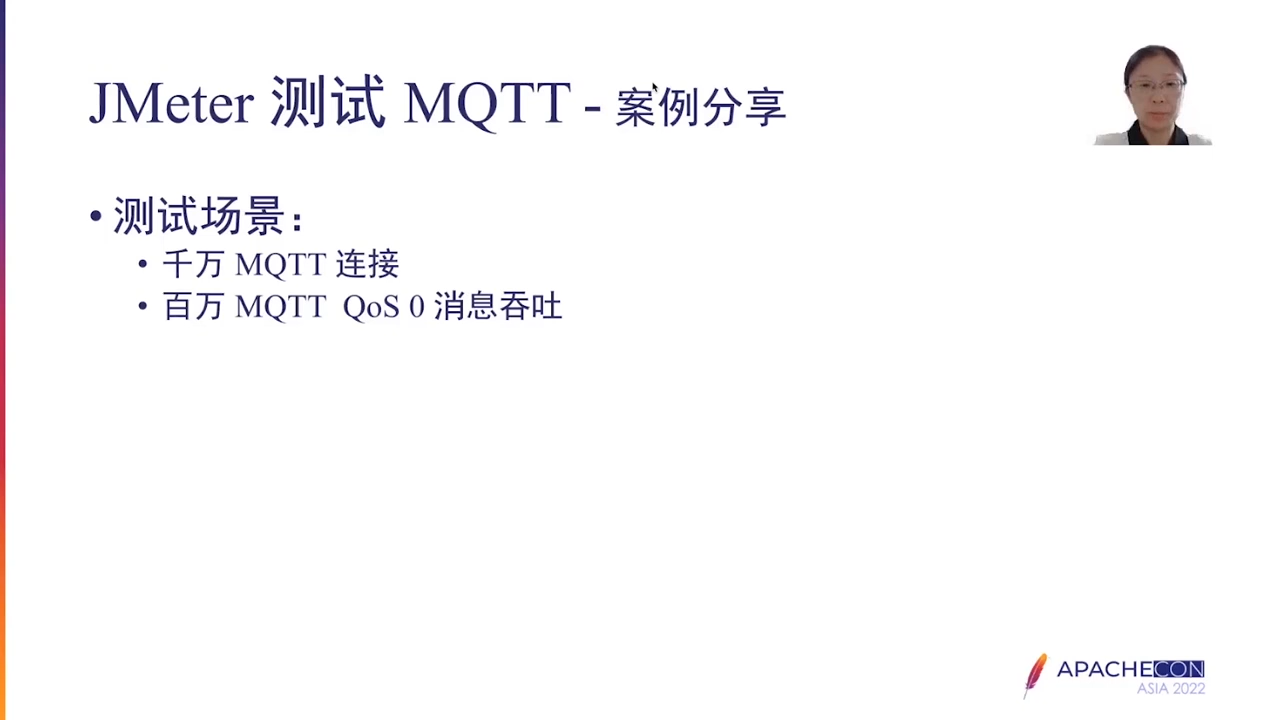 JMeter 测试 MQTT - 案例分享
• 测试场景：
• 千万 MQTT 连接
• 百万 MQTT QoS 0 消息吞吐
APACHECON
ASIA 2022